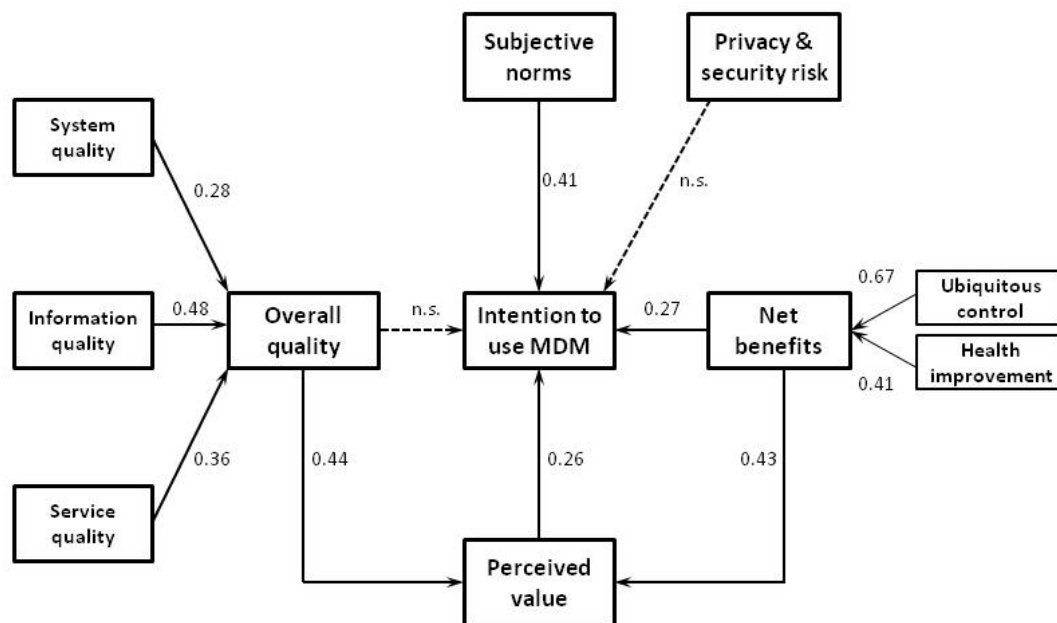 Subjective
norms
Privacy &
security risk
System
quality
0.28
0.41
n.s.
Information
quality
0.48
Overall
quality
n.s.
Intention to
use MDM
0.27
Net
benefits
0.67
Ubiquitous
control
Health
improvement
0.41
0.36
0.44
0.26
0.43
Service
quality
Perceived
value